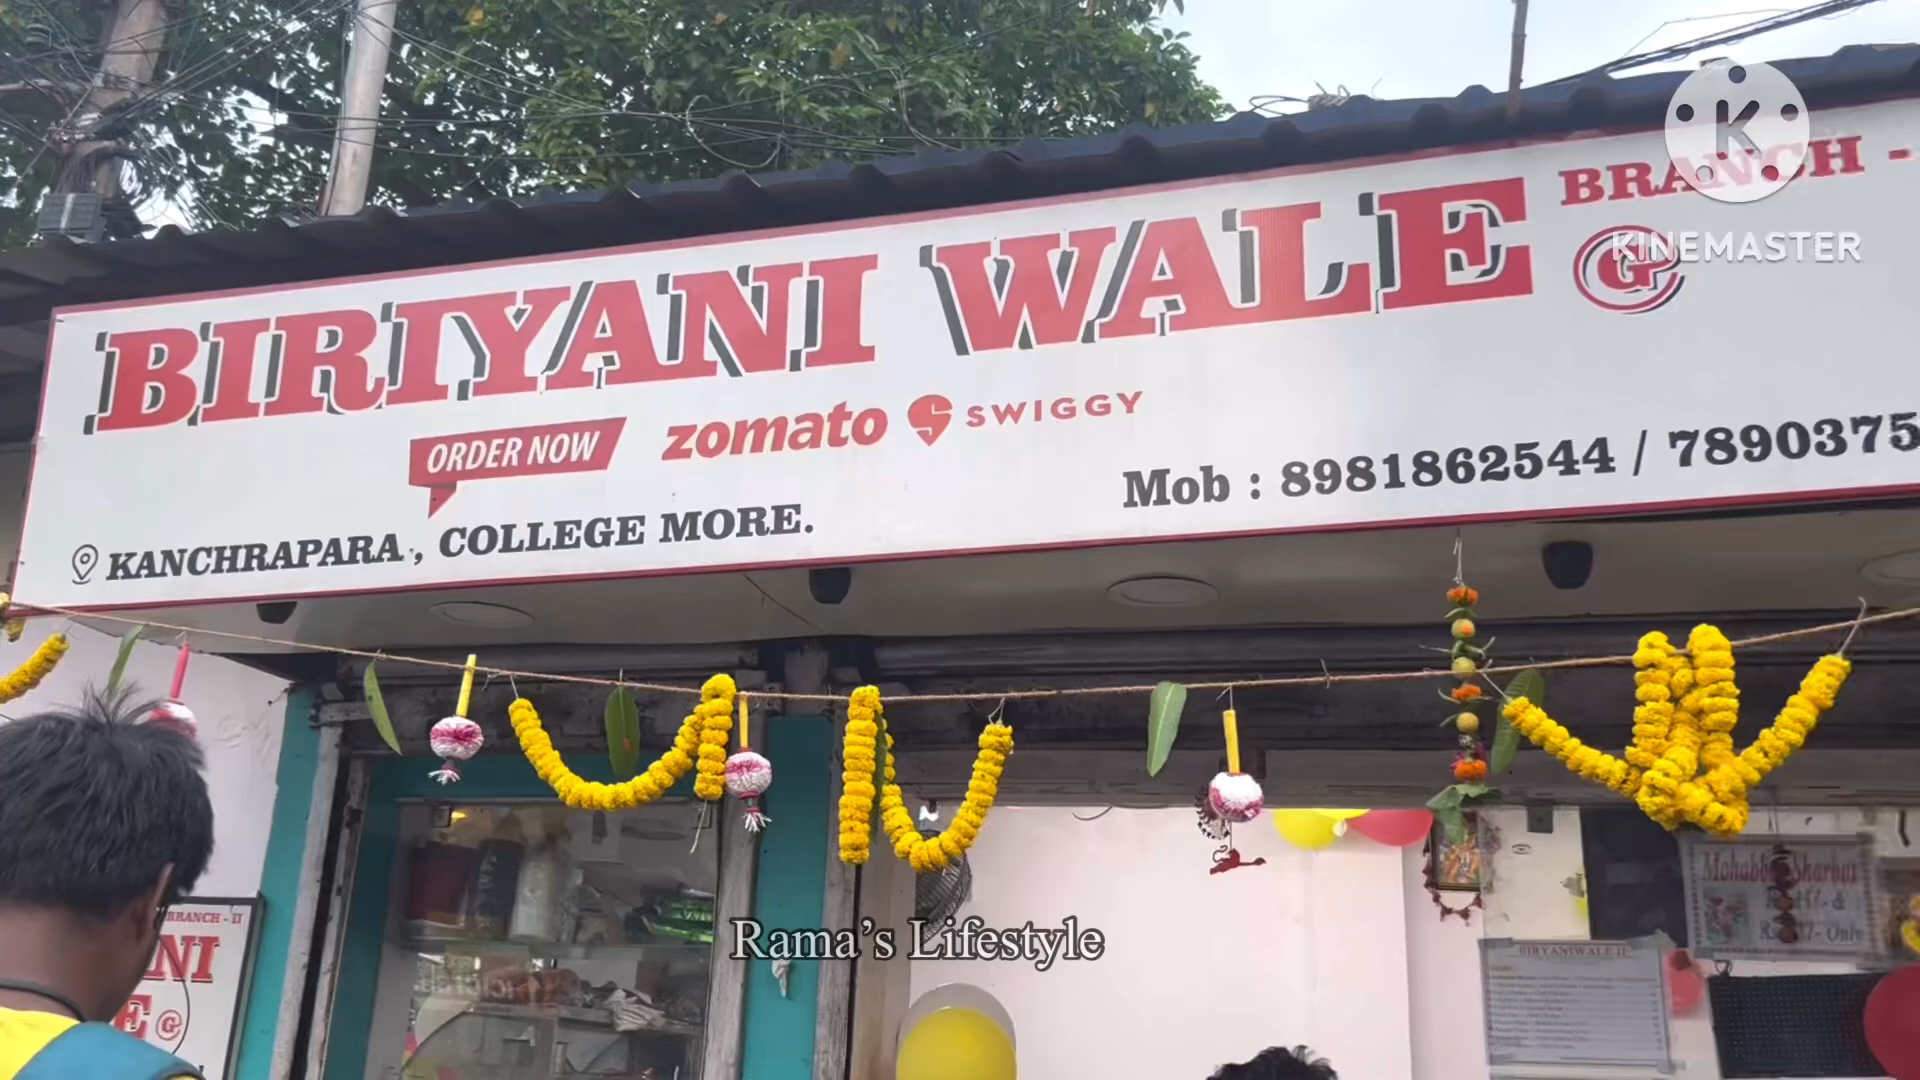 BRANCH -
BIRIYANI WALE
G
ORDER NOW
zomato
SWIGGY
Mob : 8981862544 / 7890375
KANCHRAPARA, COLLEGE MORE.
K
KINEMASTER
BRANCH - II
NI
E G
Sharbat
BIRYANIWALE II
Rama's Lifestyle